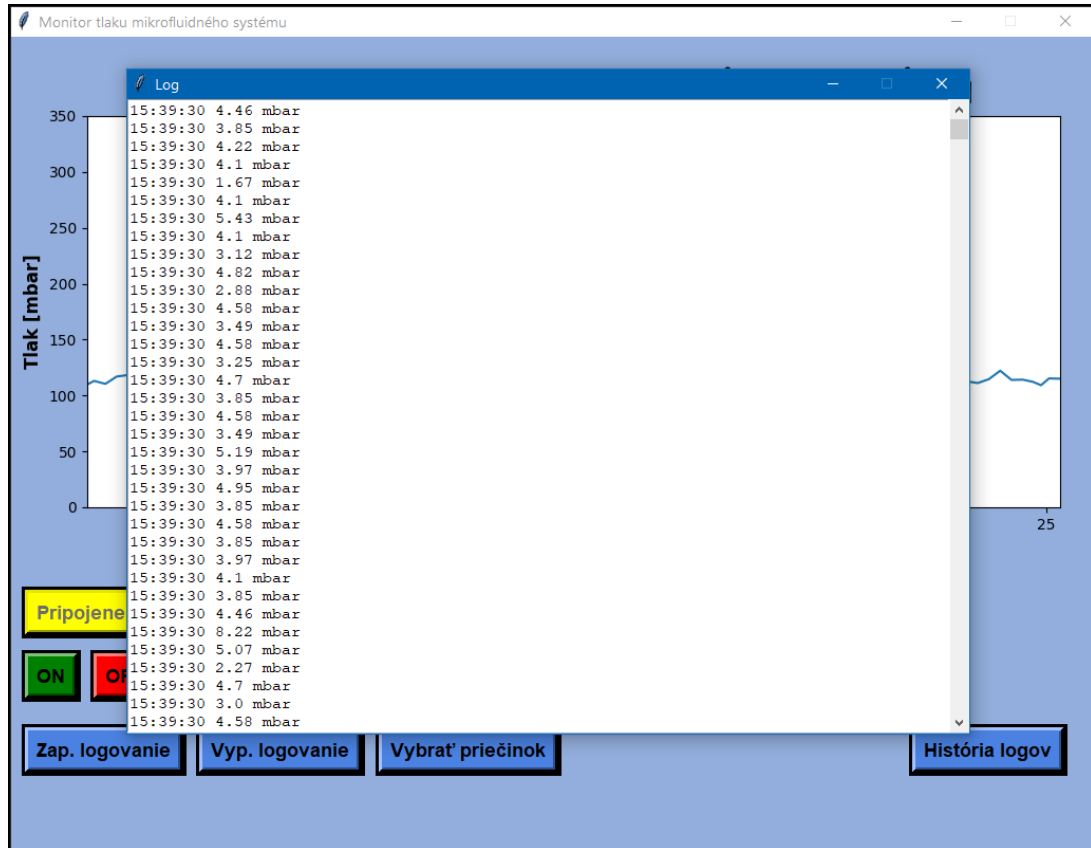 Monitor tlaku mikrofluidného systému
Log
15:39:30 4.46 mbar
15:39:30 3.85 mbar
15:39:30 4.22 mbar
15:39:30 4.1 mbar
15:39:30 1.67 mbar
15:39:30 4.1 mbar
15:39:30 5.43 mbar
15:39:30 4.1 mbar
15:39:30 3.12 mbar
15:39:30 4.82 mbar
15:39:30 2.88 mbar
15:39:30 4.58 mbar
15:39:30 3.49 mbar
15:39:30 4.58 mbar
15:39:30 3.25 mbar
15:39:30 4.7 mbar
15:39:30 3.85 mbar
15:39:30 4.58 mbar
15:39:30 3.49 mbar
15:39:30 5.19 mbar
15:39:30 3.97 mbar
15:39:30 4.95 mbar
15:39:30 3.85 mbar
15:39:30 4.58 mbar
15:39:30 3.85 mbar
15:39:30 3.97 mbar
15:39:30 4.1 mbar
15:39:30 3.85 mbar
15:39:30 4.46 mbar
15:39:30 8.22 mbar
15:39:30 5.07 mbar
15:39:30 2.27 mbar
15:39:30 4.7 mbar
15:39:30 3.0 mbar
15:39:30 4.58 mbar
Tlak [mbar]
350
300
250
200
150
100
50
0
25
Pripojene
ON
Zap. logovanie
Vyp. logovanie
Vybrať priečinok
História logov